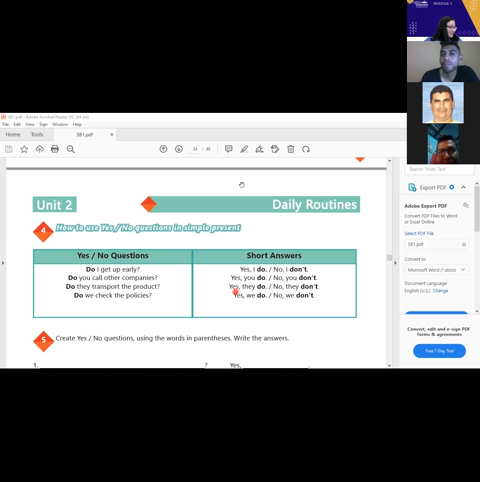 MODULE 2
SB1.pdf - Adobe Acrobat Reader DC (64-bit)
File Edit View Sign Window Help
Home Tools SB1.pdf ×
24 / 48
Search "Hide Text"
Export PDF
Adobe Export PDF
Convert PDF Files to Word
or Excel Online
Select PDF File
SB1.pdf
Convert to
Microsoft Word (*.docx)
Document Language:
English (U.S.) Change
Convert, edit and e-sign PDF
forms & agreements
Free 7-Day Trial
Unit 2
Daily Routines
4 How to use Yes / No questions in simple present
Yes / No Questions Short Answers
Do I get up early? Yes, I do. / No, I don't.
Do you call other companies? Yes, you do. / No, you don't.
Do they transport the product? Yes, they do. / No, they don't.
Do we check the policies? Yes, we do. / No, we don't.
5 Create Yes / No questions, using the words in parentheses. Write the answers.
1. ? Yes, .